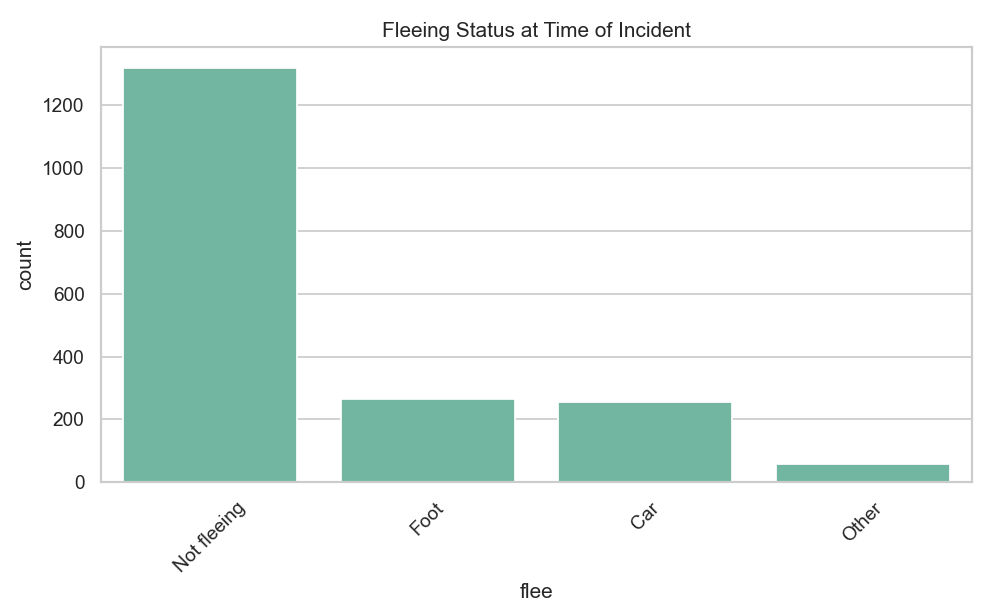 Fleeing Status at Time of Incident
count
1200
1000
800
600
400
200
0
Not fleeing
Foot
Car
Other
flee